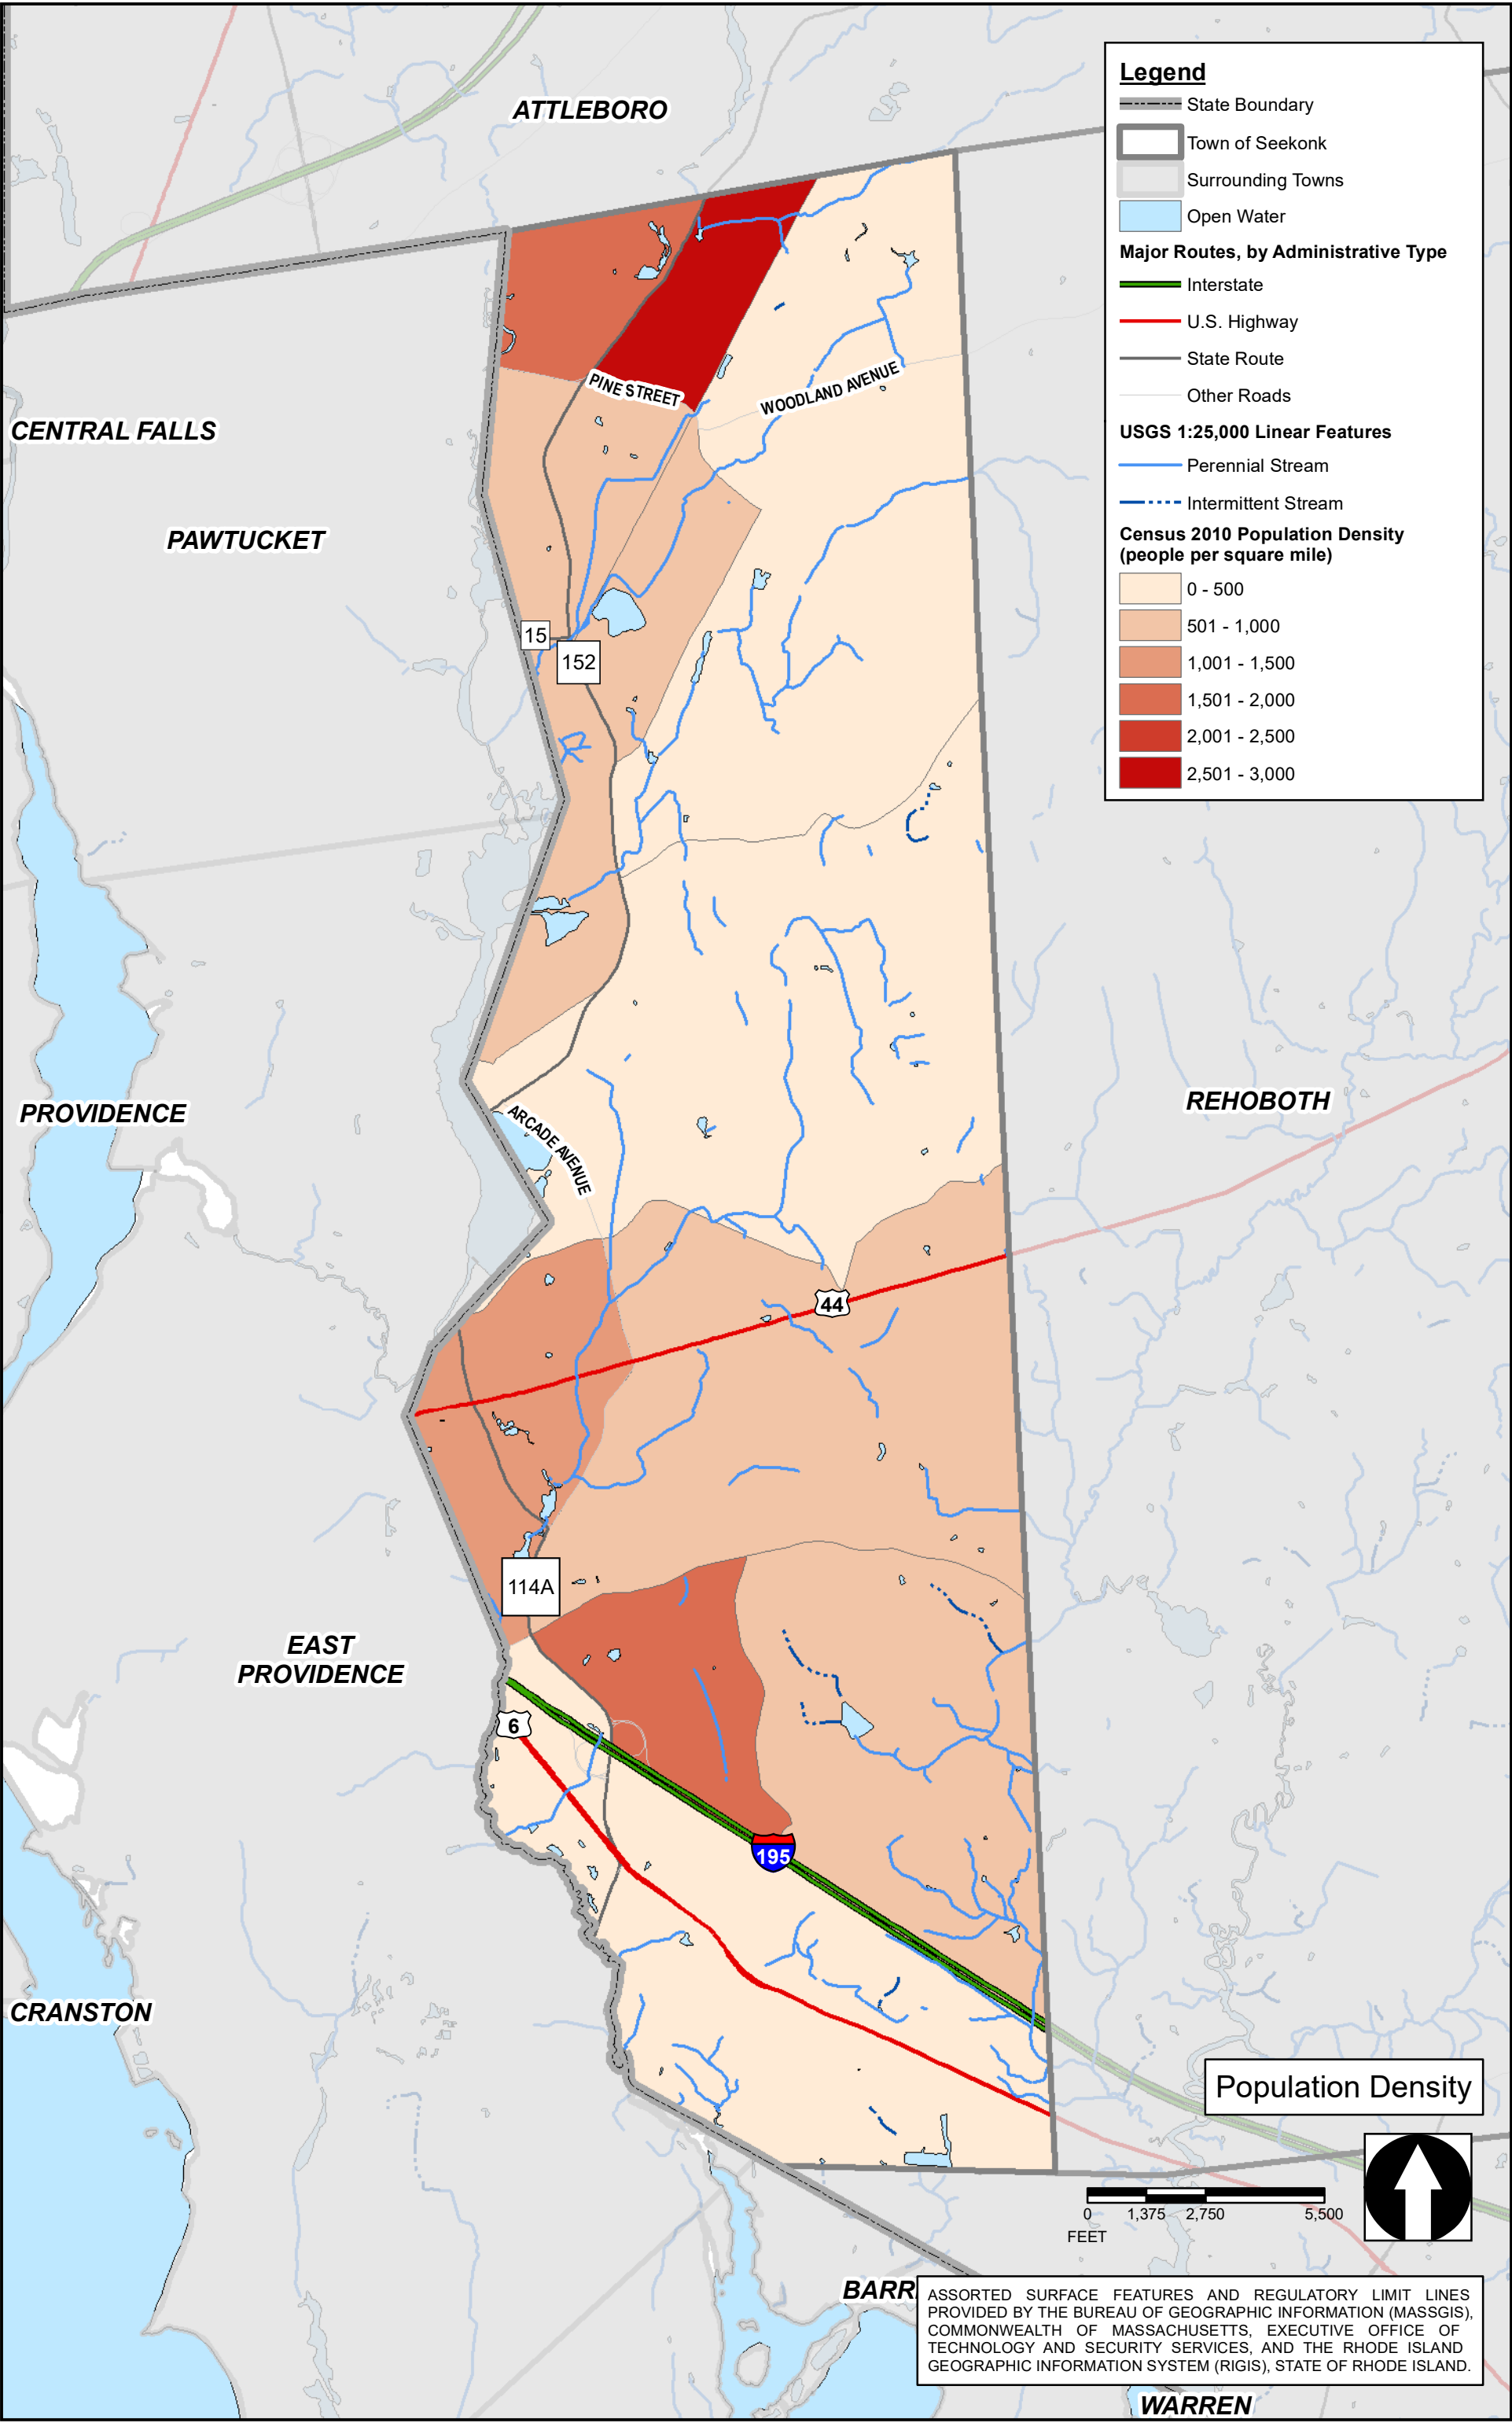 ATTLEBORO
Legend
State Boundary
Town of Seekonk
Surrounding Towns
Open Water
Major Routes, by Administrative Type
Interstate
U.S. Highway
State Route
Other Roads
USGS 1:25,000 Linear Features
Perennial Stream
Intermittent Stream
Census 2010 Population Density
(people per square mile)
0 - 500
501 - 1,000
1,001 - 1,500
1,501 - 2,000
2,001 - 2,500
2,501 - 3,000
PINE STREET
WOODLAND AVENUE
CENTRAL FALLS
PAWTUCKET
15
152
PROVIDENCE
ARCADE AVENUE
REHOBOTH
44
114A
EAST
PROVIDENCE
6
195
CRANSTON
Population Density
0 1,375 2,750 5,500
FEET
BARR
ASSORTED SURFACE FEATURES AND REGULATORY LIMIT LINES
PROVIDED BY THE BUREAU OF GEOGRAPHIC INFORMATION (MASSGIS),
COMMONWEALTH OF MASSACHUSETTS, EXECUTIVE OFFICE OF
TECHNOLOGY AND SECURITY SERVICES, AND THE RHODE ISLAND
GEOGRAPHIC INFORMATION SYSTEM (RIGIS), STATE OF RHODE ISLAND.
WARREN